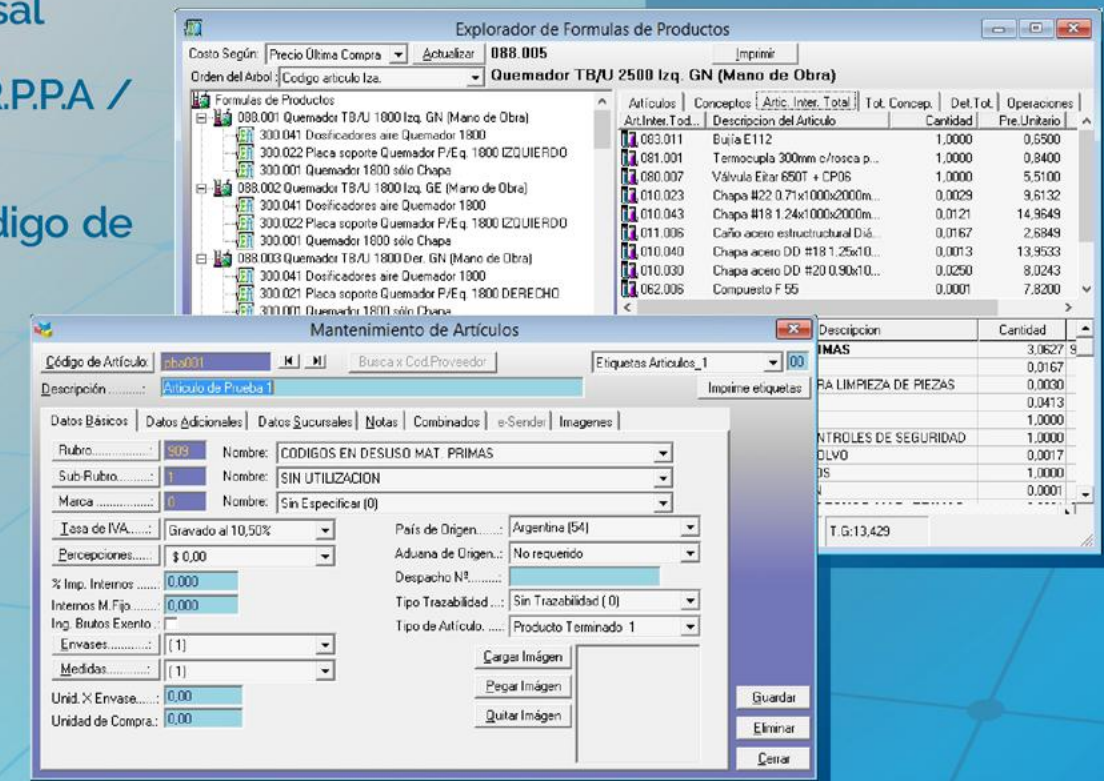 sal
R.P.P.A /
digo de
Explorador de Formulas de Productos
Costo Según: Precio Última Compra Actualizar 088.005 Imprimir
Orden del Arbol: Codigo articulo Iza. Quemador TB/U 2500 Izq. GN (Mano de Obra)
Formulas de Productos
088.001 Quemador TB/U 1800 Izq. GN (Mano de Obra)
300.041 Dosificadores aire Quemador 1800
300.022 Placa soporte Quemador P/Eq. 1800 IZQUIERDO
300.001 Quemador 1800 sólo Chapa
088.002 Quemador TB/U 1800 Izq. GE (Mano de Obra)
300.041 Dosificadores aire Quemador 1800
300.022 Placa soporte Quemador P/Eq. 1800 IZQUIERDO
300.001 Quemador 1800 sólo Chapa
088.003 Quemador TB/U 1800 Der. GN (Mano de Obra)
300.041 Dosificadores aire Quemador 1800
300.021 Placa soporte Quemador P/Eq. 1800 DERECHO
300.001 Quemador 1800 sólo Chapa
Artículos Conceptos Artic. Inter. Total Tot. Concep. Det.Tot. Operaciones
Art.Inter.Tod... Descripcion del Articulo Cantidad Pre.Unitario
083.011 Bujía E112 1,0000 0,6500
081.001 Termocupla 300mm c/rosca p... 1,0000 0,8400
080.007 Válvula Eitar 650T + CP06 1,0000 5,5100
010.023 Chapa #22 0.71x1000x2000m... 0,0029 9,6132
010.043 Chapa #18 1.24x1000x2000m... 0,0121 14,9649
011.006 Caño acero estructructural Diá... 0,0167 2,6849
010.040 Chapa acero DD #18 1.25x10... 0,0013 13,9533
010.030 Chapa acero DD #20 0.90x10... 0,0250 8,0243
062.006 Compuesto F 55 0,0001 7,8200
Descripcion Cantidad
IMAS 3,0627 9
0,0167
RA LIMPIEZA DE PIEZAS 0,0030
0,0413
1,0000
NTROLES DE SEGURIDAD 1,0000
OLVO 0,0017
OS 1,0000
0,0001
T.G:13,429
Mantenimiento de Artículos
Código de Artículo: pba001 Busca x Cod.Proveedor Etiquetas Articulos_1 00
Descripción..........: Artículo de Prueba 1 Imprime etiquetas
Datos Básicos Datos Adicionales Datos Sucursales Notas Combinados e-Sender Imagenes
Rubro..............: 909 Nombre: CODIGOS EN DESUSO MAT. PRIMAS
Sub-Rubro.........: 1 Nombre: SIN UTILIZACION
Marca ..............: 0 Nombre: Sin Especificar (0)
Tasa de IVA......: Gravado al 10,50%
Percepciones...... $ 0,00
% Imp. Internos ......: 0,000
Internos M.Fijo........: 0,000
Ing. Brutos Exento .:
Envases............: (1)
Medidas............: (1)
Unid. X Envase.....: 0,00
Unidad de Compra.: 0,00
País de Origen......: Argentina (54)
Aduana de Origen..: No requerido
Despacho Nº.........:
Tipo Trazabilidad ...: Sin Trazabilidad ( 0)
Tipo de Artículo. .....: Producto Terminado 1
Cargar Imágen
Pegar Imágen
Quitar Imágen
Guardar
Eliminar
Cerrar